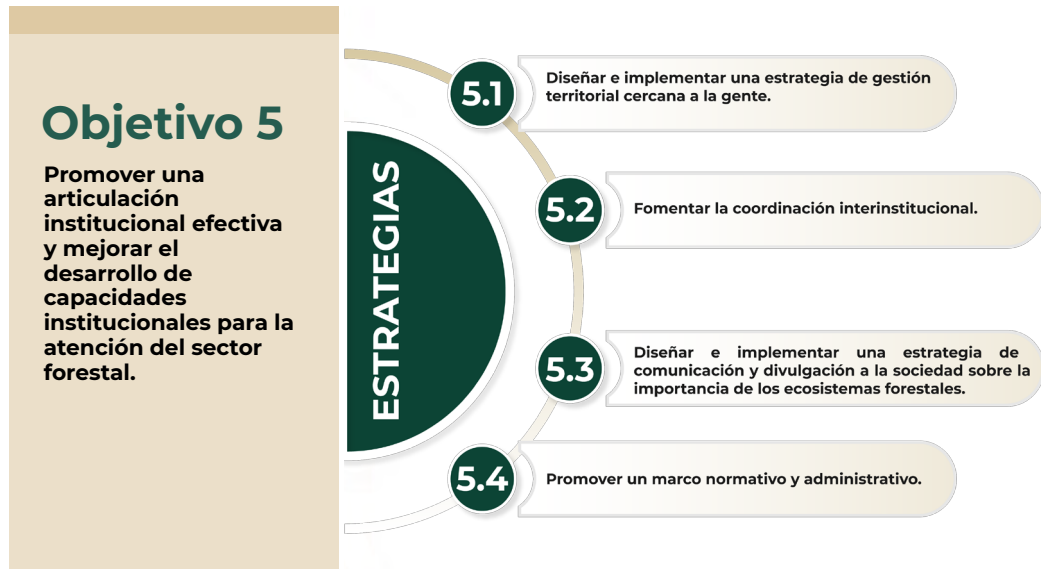 Objetivo 5
Promover una
articulación
institucional efectiva
y mejorar el
desarrollo de
capacidades
institucionales para la
atención del sector
forestal.
ESTRATEGIAS
5.1
Diseñar e implementar una estrategia de gestión
territorial cercana a la gente.
5.2
Fomentar la coordinación interinstitucional.
5.3
Diseñar e implementar una estrategia de
comunicación y divulgación a la sociedad sobre la
importancia de los ecosistemas forestales.
5.4
Promover un marco normativo y administrativo.